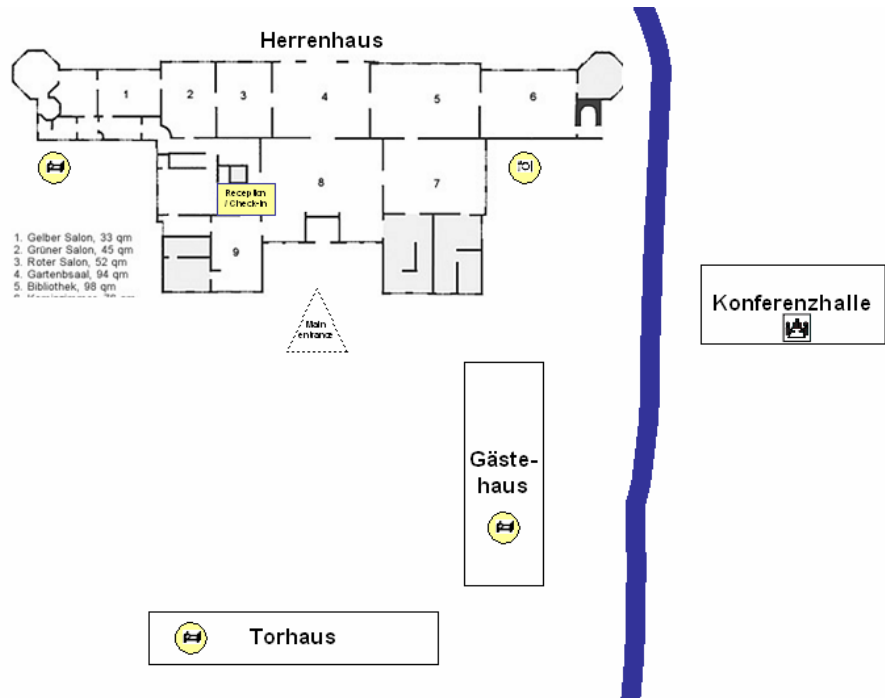 Herrenhaus
1
2
3
4
5
6
Reception
/ Check-in
8
7
9
1. Gelber Salon, 33 qm
2. Grüner Salon, 45 qm
3. Roter Salon, 52 qm
4. Gartenbsaal, 94 qm
5. Bibliothek, 98 qm
Main
entrance
Konferenzhalle
Gäste-
haus
Torhaus